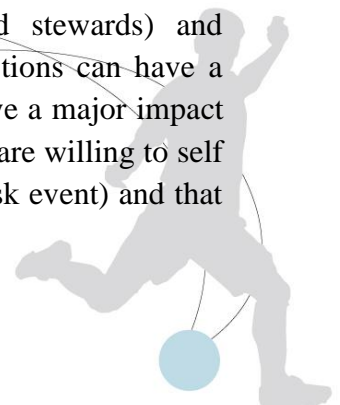 stewards) and
tions can have a
ve a major impact
are willing to self
sk event) and that